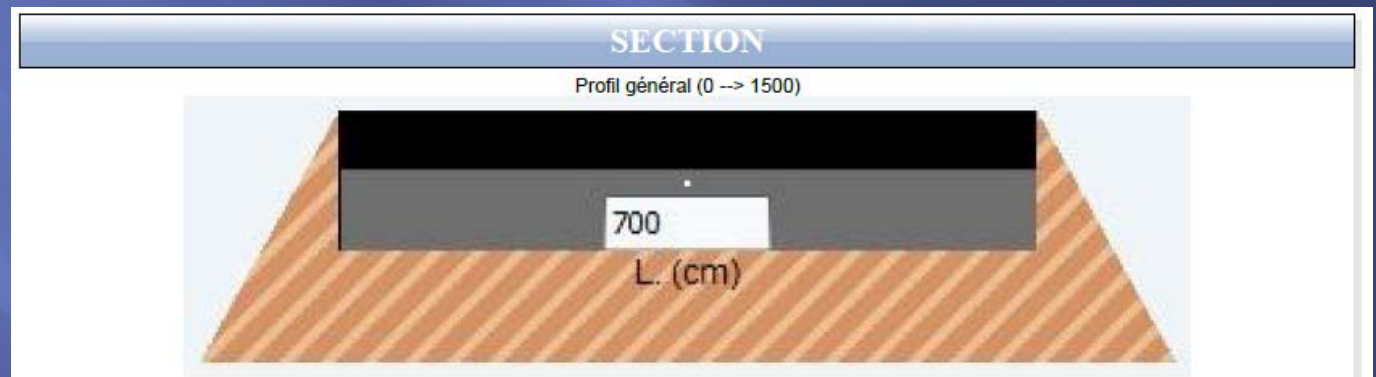 SECTION
Profil général (0 --> 1500)
700
L. (cm)